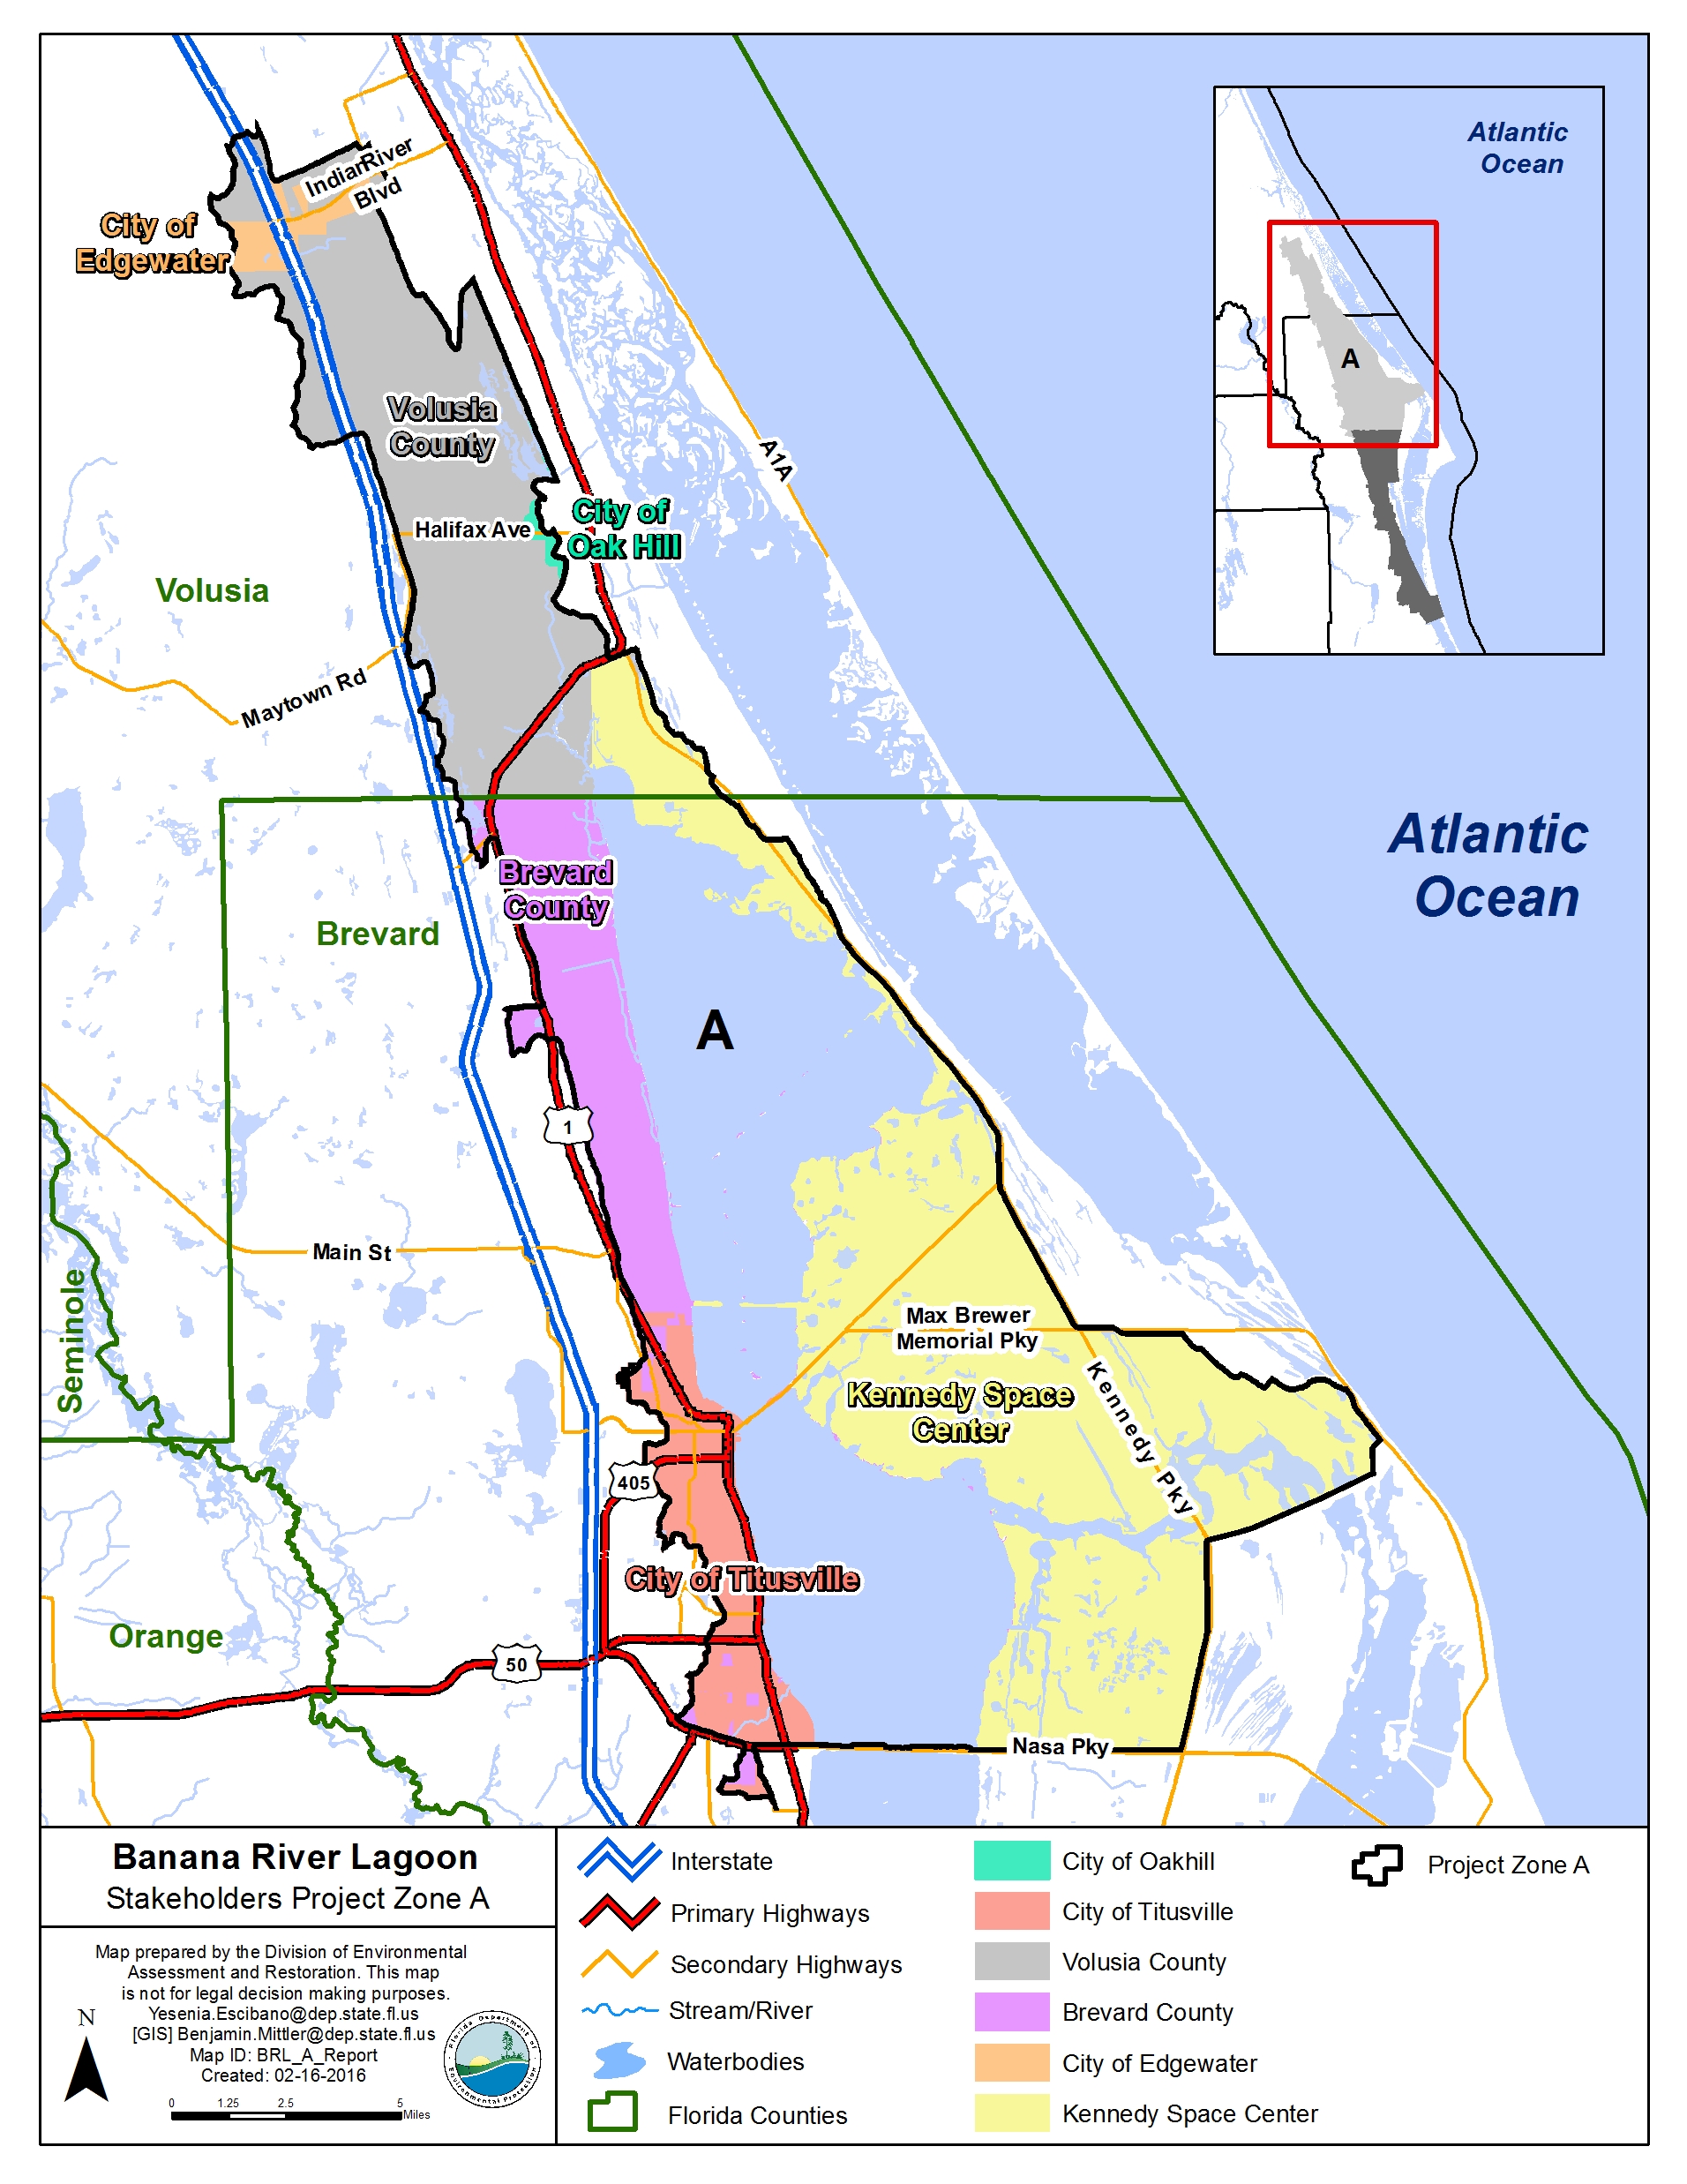 Atlantic
Ocean
A
Indian River
Blvd
City of
Edgewater
Volusia
County
A1A
City of
Oak Hill
Halifax Ave
Volusia
Maytown Rd
Atlantic
Ocean
Brevard
County
Brevard
A
1
Main St
Seminole
Max Brewer
Memorial Pky
Kennedy Space
Center
Kennedy Pky
405
City of Titusville
Orange
50
Nasa Pky
Banana River Lagoon
Stakeholders Project Zone A
Map prepared by the Division of Environmental
Assessment and Restoration. This map
is not for legal decision making purposes.
Yesenia.Escibano@dep.state.fl.us
[GIS] Benjamin.Mittler@dep.state.fl.us
Map ID: BRL_A_Report
Created: 02-16-2016
N
0 1.25 2.5 5
Miles
Florida Department of
Environmental Protection
Interstate
Primary Highways
Secondary Highways
Stream/River
Waterbodies
Florida Counties
City of Oakhill
City of Titusville
Volusia County
Brevard County
City of Edgewater
Kennedy Space Center
Project Zone A